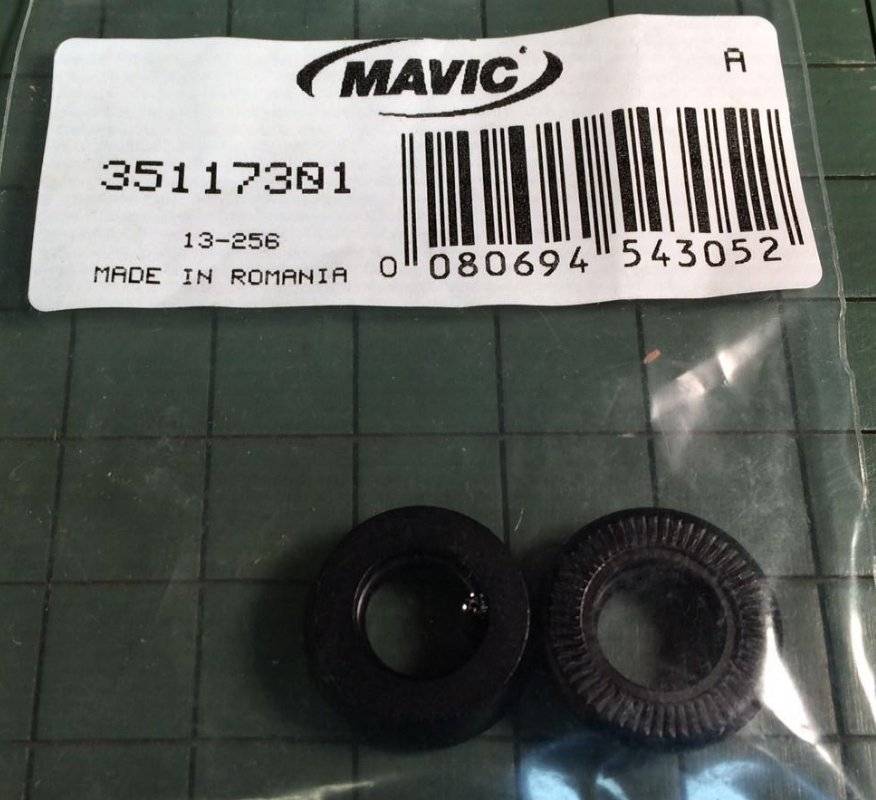 MAVIC
A
35117301
13-256
MADE IN ROMANIA
0 080694 543052